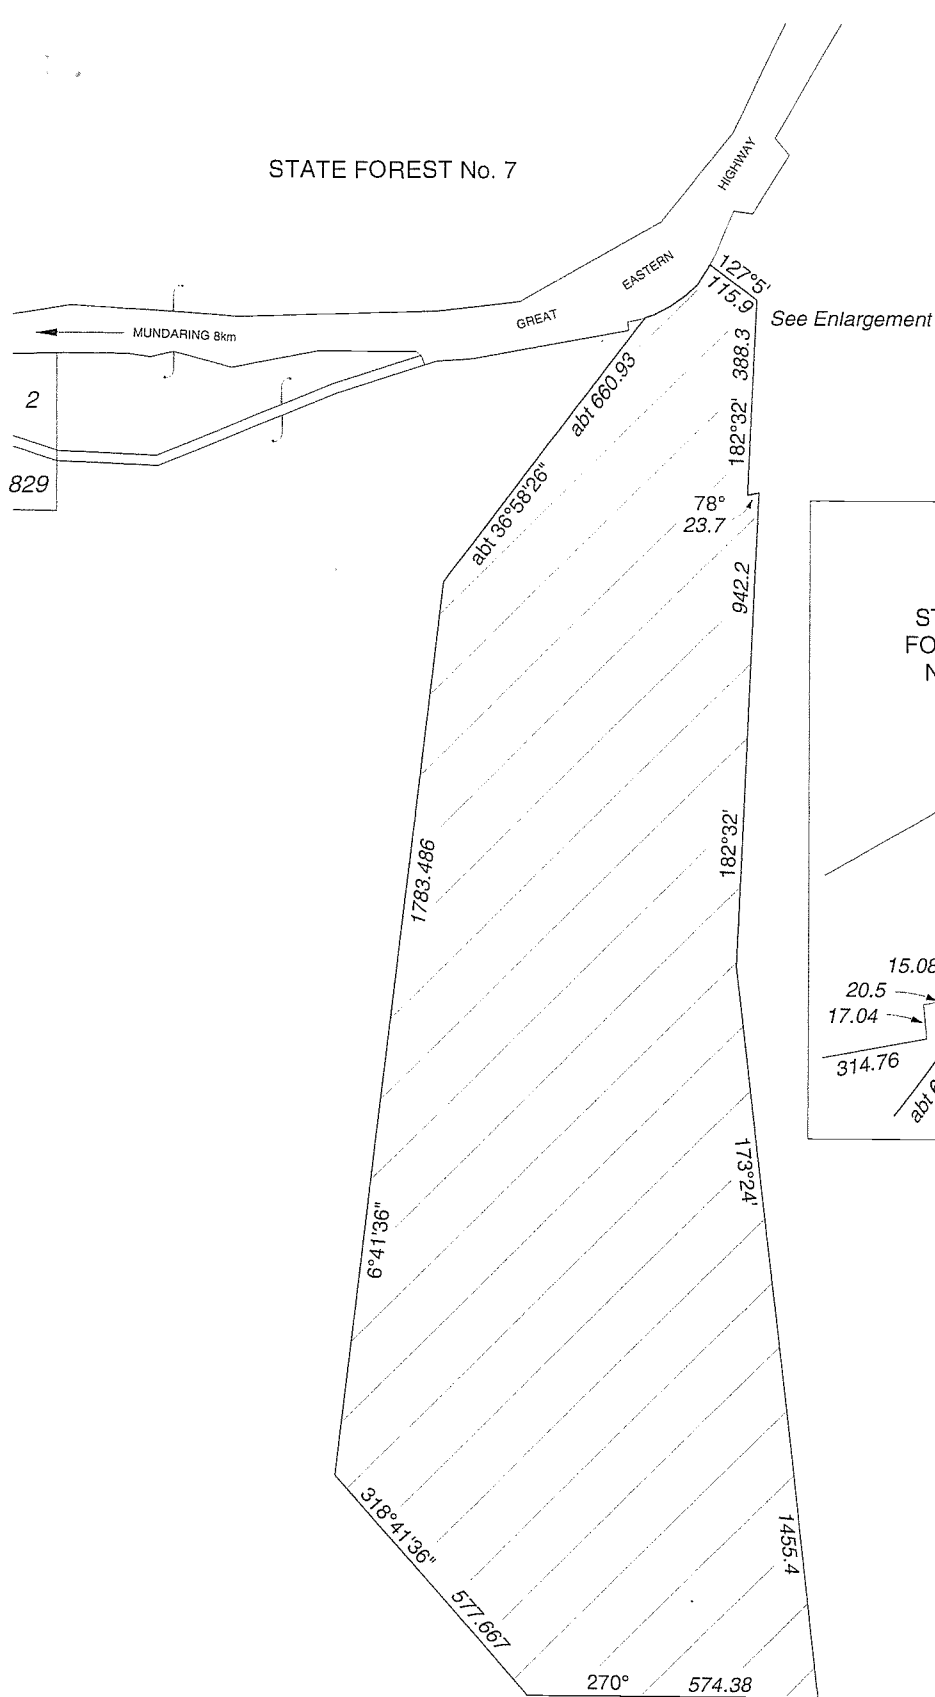 STATE FOREST No. 7
HIGHWAY
EASTERN
GREAT
MUNDARING 8km
127°5'
115.9
See Enlargement
388.3
182°32'
2
829
abt 660.93
abt 36°58'26"
78°
23.7
942.2
182°32'
1783.486
6°41'36"
173°24'
1455.4
318°41'36"
577.667
270°
574.38
15.08
20.5
17.04
314.76
abt